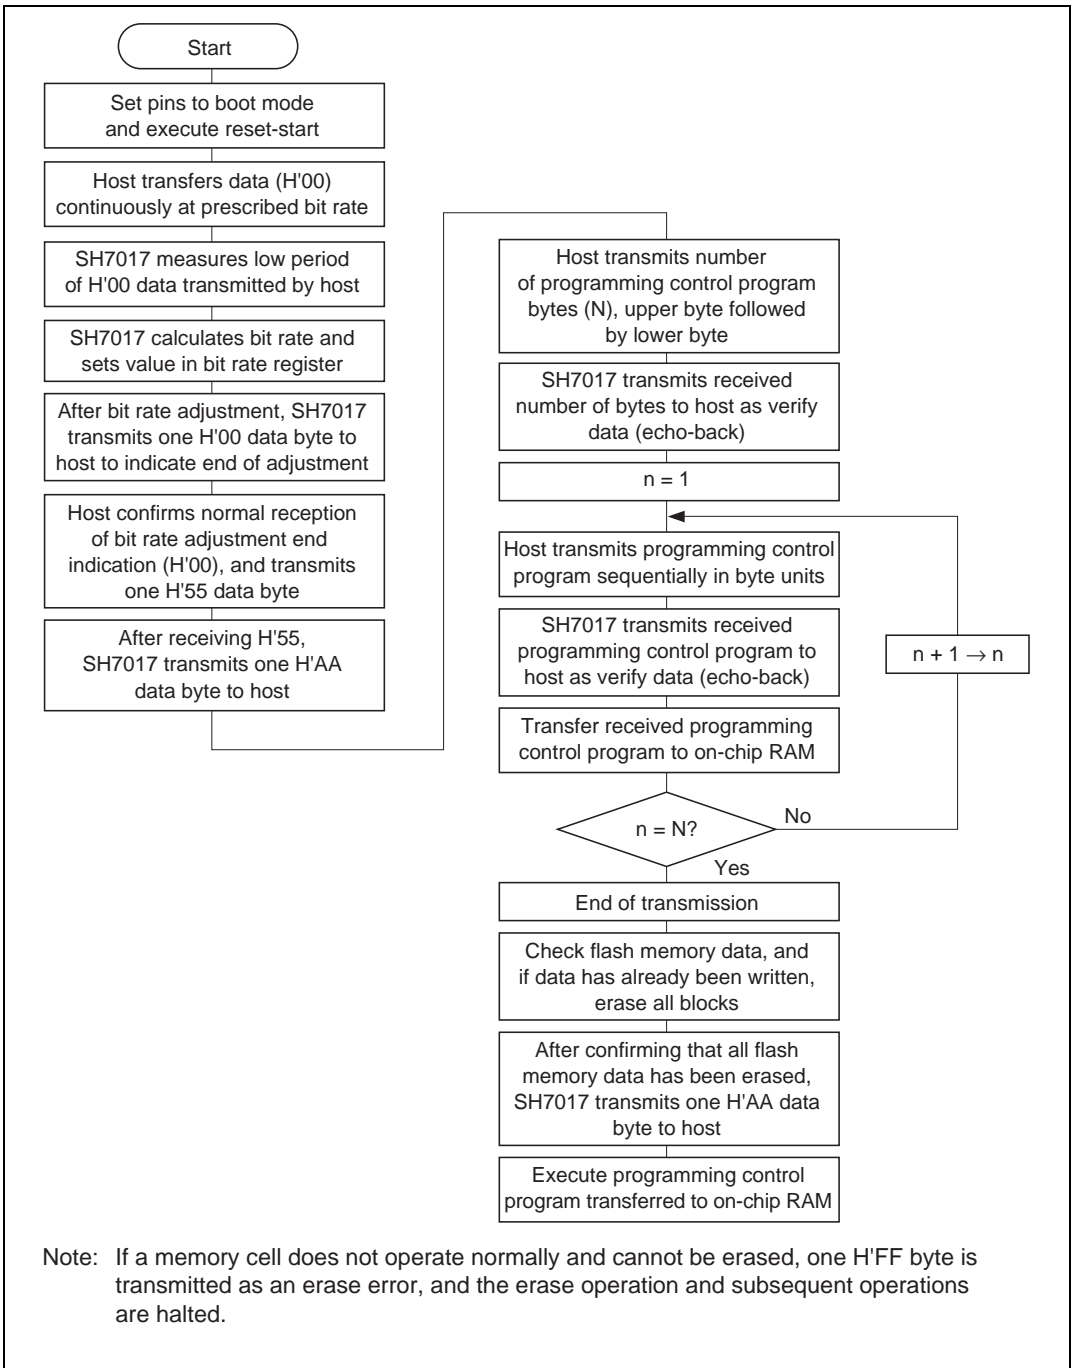 Start
Set pins to boot mode
and execute reset-start
Host transfers data (H'00)
continuously at prescribed bit rate
SH7017 measures low period
of H'00 data transmitted by host
SH7017 calculates bit rate and
sets value in bit rate register
After bit rate adjustment, SH7017
transmits one H'00 data byte to
host to indicate end of adjustment
Host confirms normal reception
of bit rate adjustment end
indication (H'00), and transmits
one H'55 data byte
After receiving H'55,
SH7017 transmits one H'AA
data byte to host
Host transmits number
of programming control program
bytes (N), upper byte followed
by lower byte
SH7017 transmits received
number of bytes to host as verify
data (echo-back)
n = 1
Host transmits programming control
program sequentially in byte units
SH7017 transmits received
programming control program to
host as verify data (echo-back)
n + 1 → n
Transfer received programming
control program to on-chip RAM
n = N?
No
Yes
End of transmission
Check flash memory data, and
if data has already been written,
erase all blocks
After confirming that all flash
memory data has been erased,
SH7017 transmits one H'AA data
byte to host
Execute programming control
program transferred to on-chip RAM
Note: If a memory cell does not operate normally and cannot be erased, one H'FF byte is
transmitted as an erase error, and the erase operation and subsequent operations
are halted.